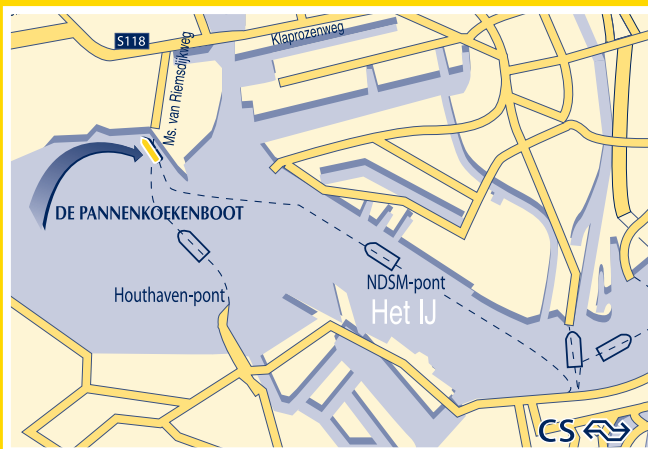 S118
Klaprozenweg
Ms. van Riemsdijkweg
DE PANNENKOEKENBOOT
NDSM-pont
Houthaven-pont
Het IJ
CS